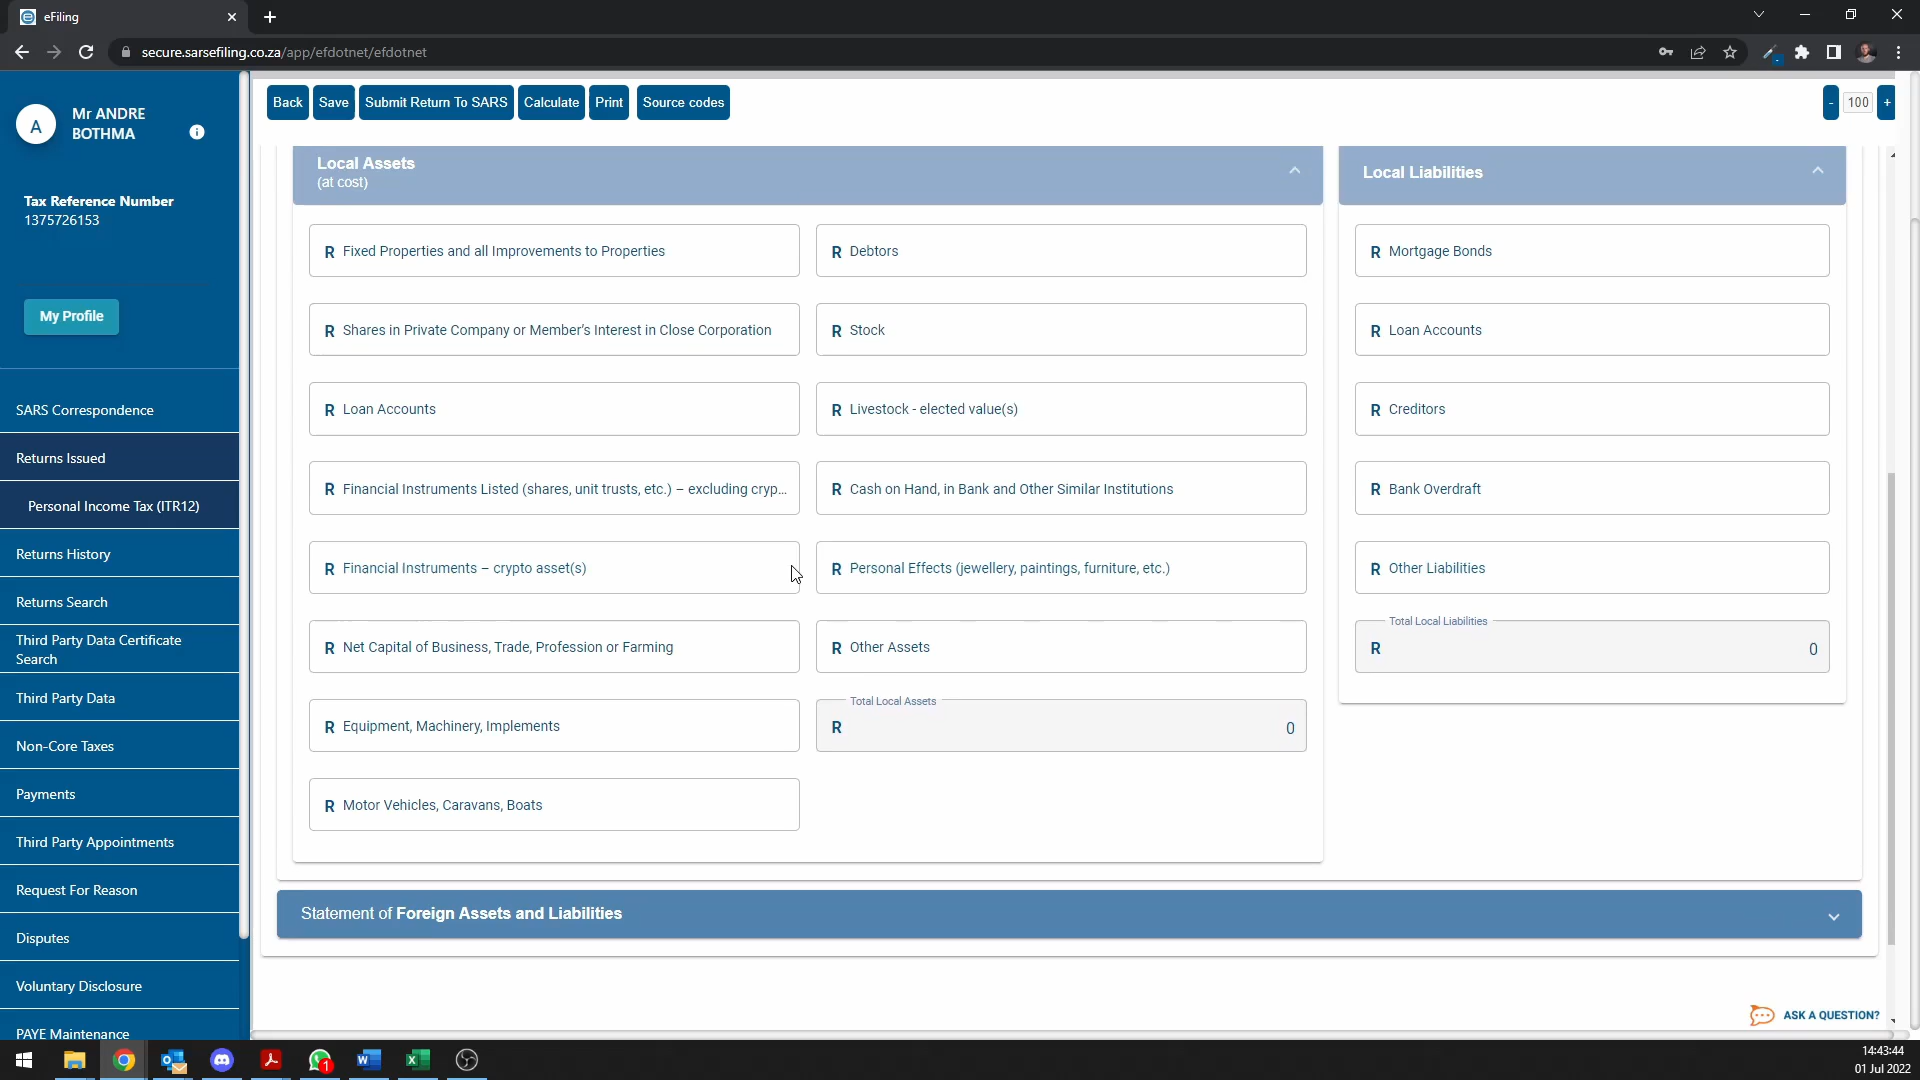 eFiling
secure.sarsefiling.co.za/app/efdotnet/efdotnet
A
Mr ANDRE
BOTHMA
Tax Reference Number
1375726153
My Profile
SARS Correspondence
Returns Issued
Personal Income Tax (ITR12)
Returns History
Returns Search
Third Party Data Certificate
Search
Third Party Data
Non-Core Taxes
Payments
Third Party Appointments
Request For Reason
Disputes
Voluntary Disclosure
PAYE Maintenance
Back Save Submit Return To SARS Calculate Print Source codes
- 100 +
Local Assets
(at cost)
R Fixed Properties and all Improvements to Properties
R Shares in Private Company or Member's Interest in Close Corporation
R Loan Accounts
R Financial Instruments Listed (shares, unit trusts, etc.) – excluding cryp...
R Financial Instruments – crypto asset(s)
R Net Capital of Business, Trade, Profession or Farming
R Equipment, Machinery, Implements
R Motor Vehicles, Caravans, Boats
R Debtors
R Stock
R Livestock - elected value(s)
R Cash on Hand, in Bank and Other Similar Institutions
R Personal Effects (jewellery, paintings, furniture, etc.)
R Other Assets
Total Local Assets
R 0
Local Liabilities
R Mortgage Bonds
R Loan Accounts
R Creditors
R Bank Overdraft
R Other Liabilities
Total Local Liabilities
R 0
Statement of Foreign Assets and Liabilities
ASK A QUESTION?
1
14:43:44
01 Jul 2022